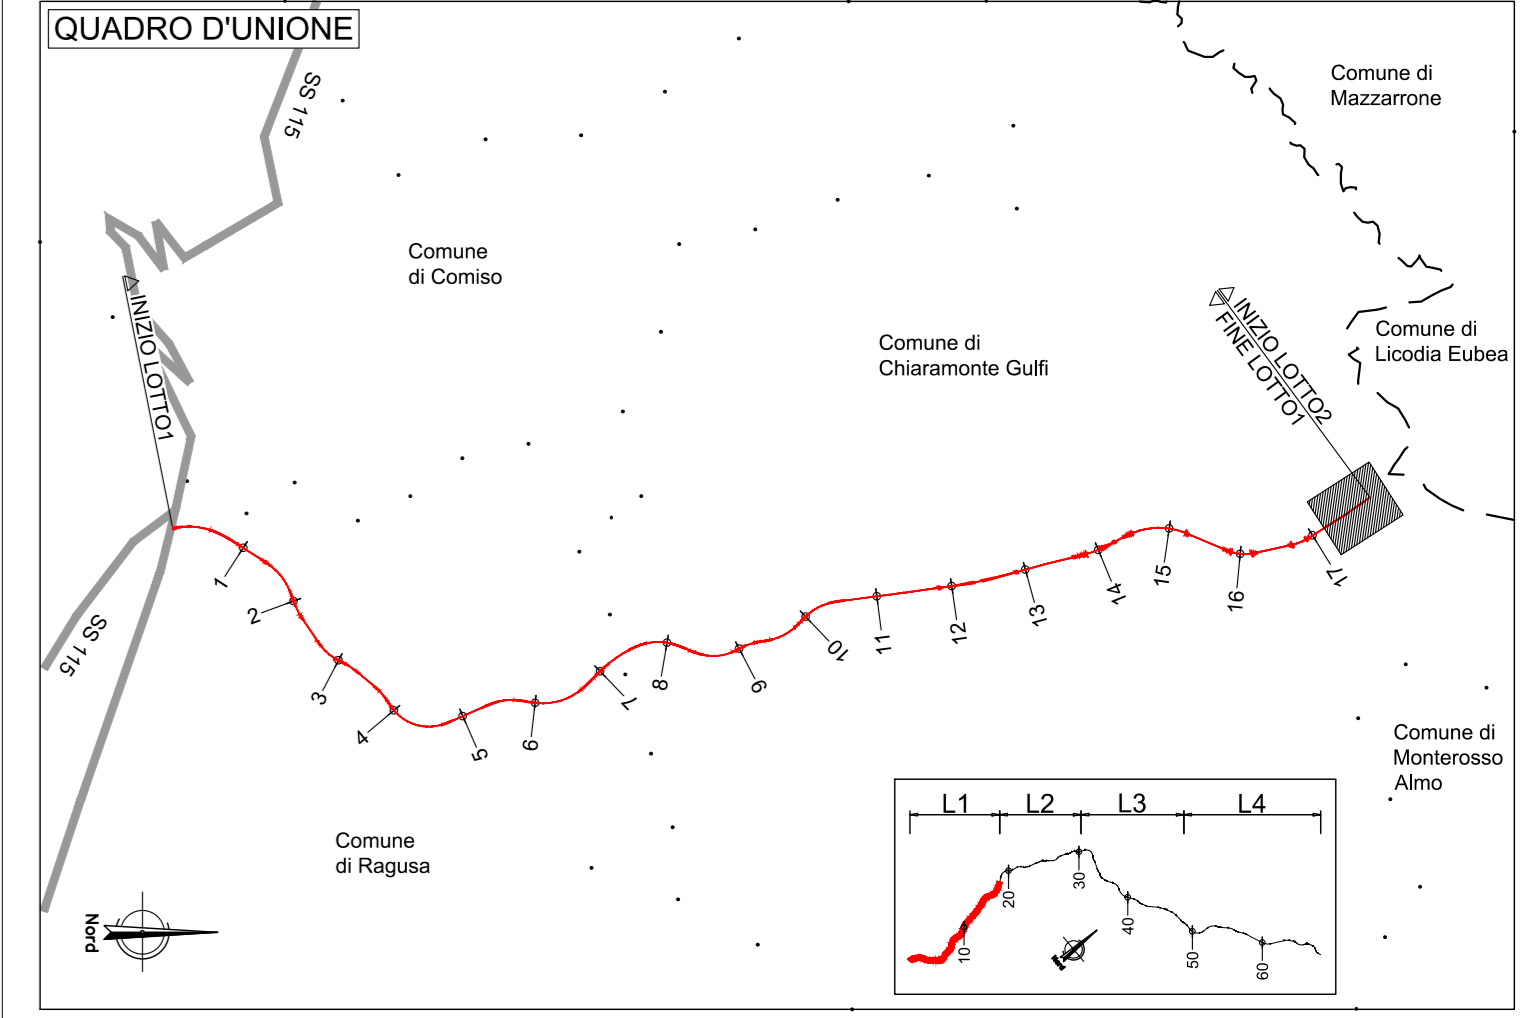 QUADRO D'UNIONE
SS 115
Comune di
Mazzarrone
Comune
di Comiso
INIZIO LOTTO1
Comune di
Chiaramonte Gulfi
INIZIO LOTTO2
FINE LOTTO1
Comune di
Licodia Eubea
1
2
3
4
5
6
7
8
9
10
11
12
13
14
15
16
17
SS 115
Comune di
Monterosso
Almo
Comune
di Ragusa
Nord
L1 L2 L3 L4
10
20
30
40
50
60
Nord